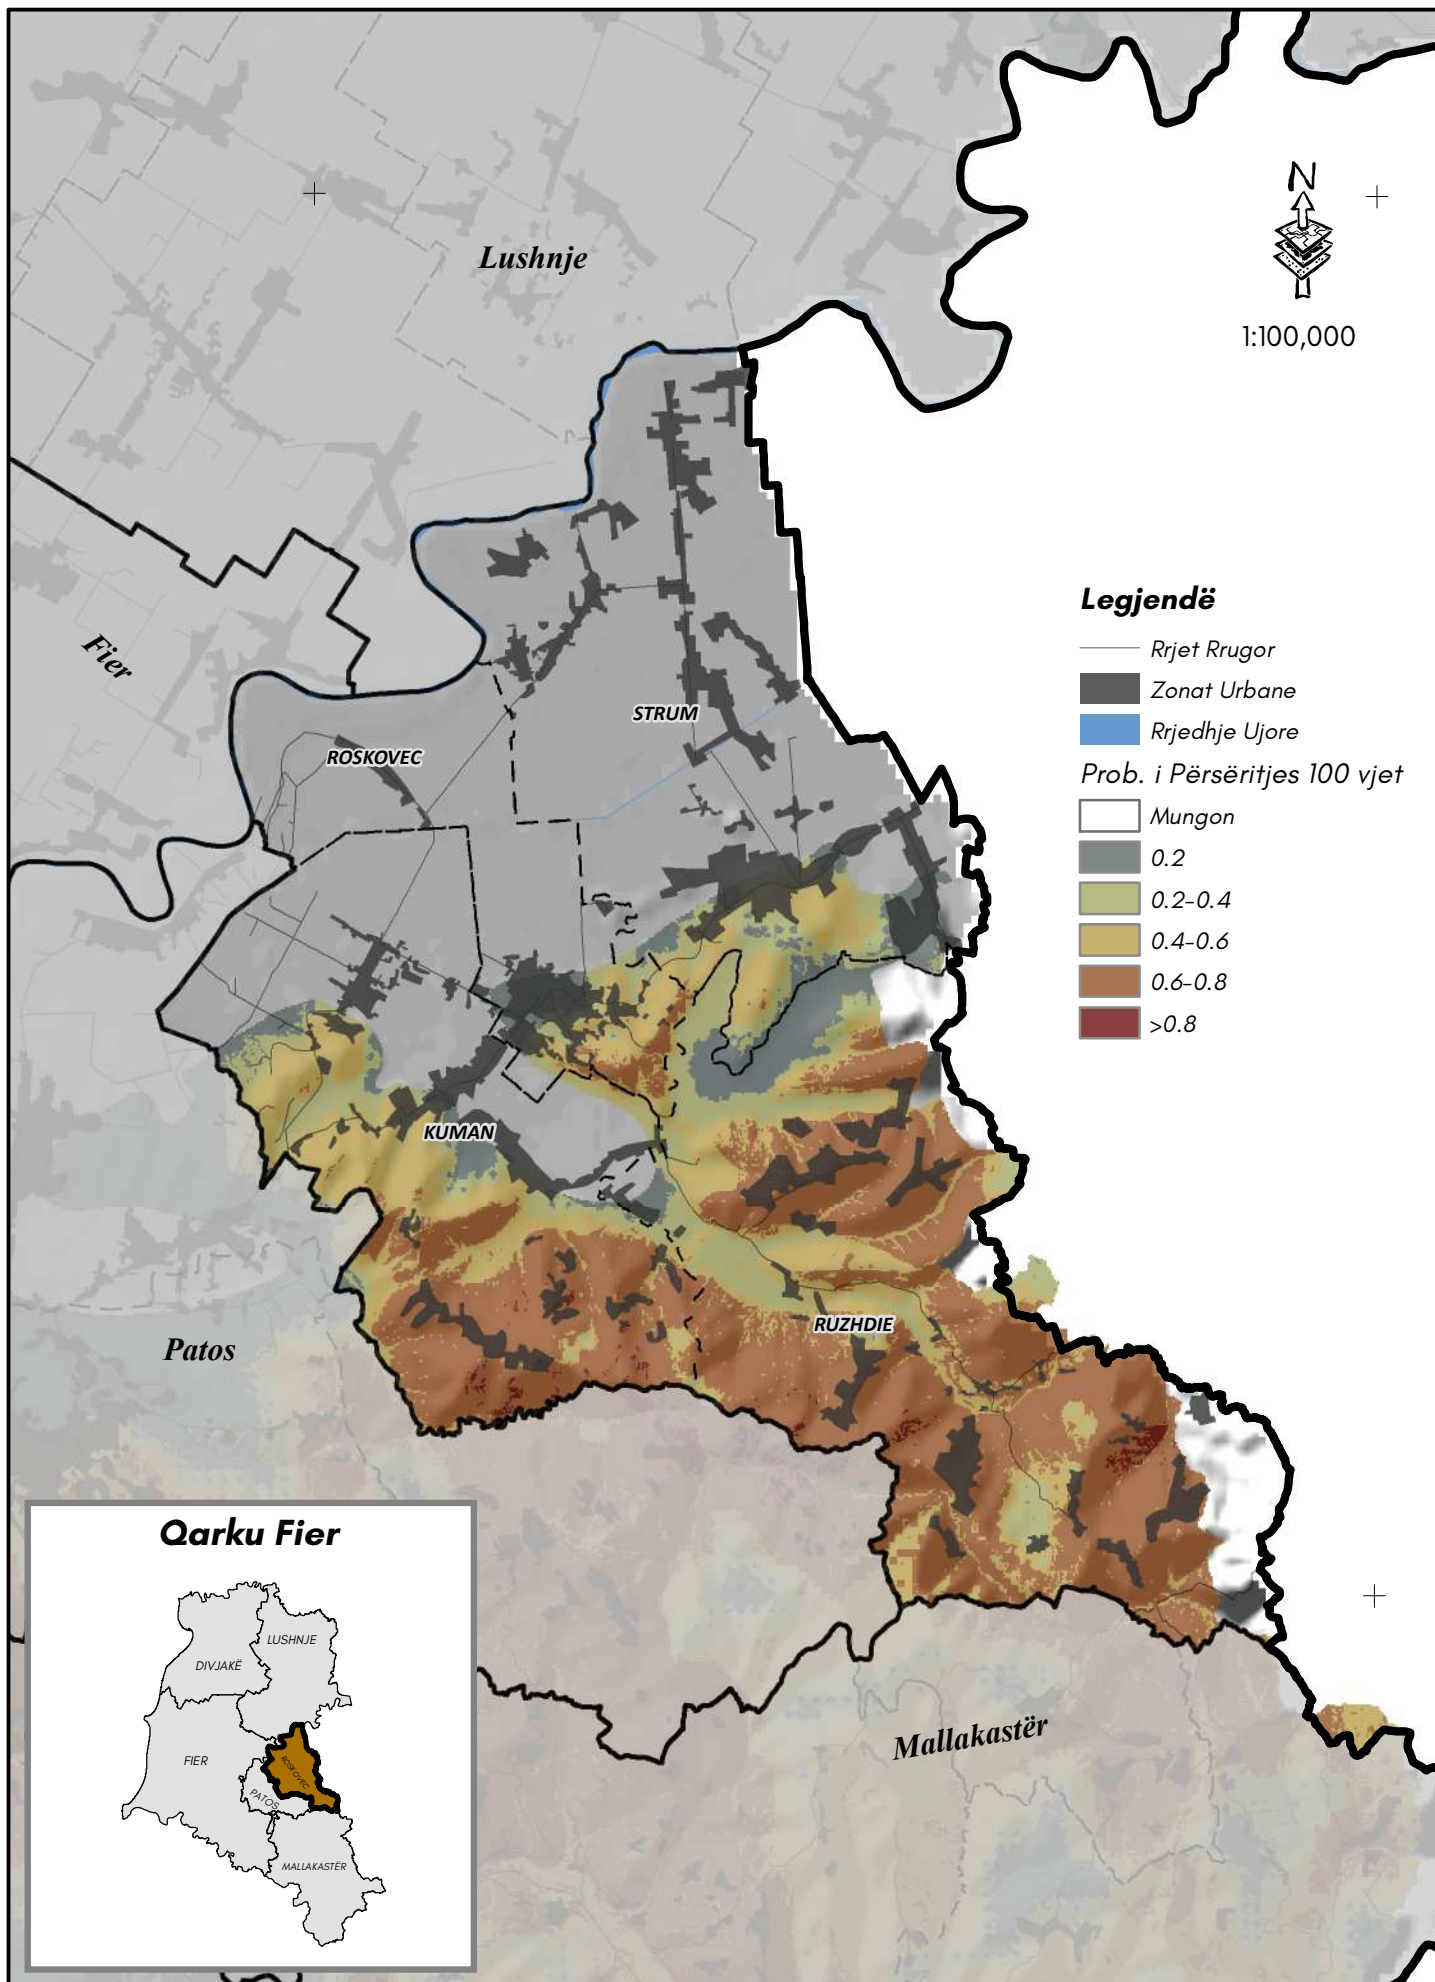 Lushnje
N
1:100,000
Fier
STRUM
ROSKOVEC
KUMAN
RUZHDIE
Patos
Mallakastër
Legjendë
Rrjet Rrugor
Zonat Urbane
Rrjedhje Ujore
Prob. i Përsëritjes 100 vjet
Mungon
0.2
0.2-0.4
0.4-0.6
0.6-0.8
>0.8
Qarku Fier
LUSHNJE
DIVJAKË
FIER
ROSKOVEC
PATOS
MALLAKASTËR